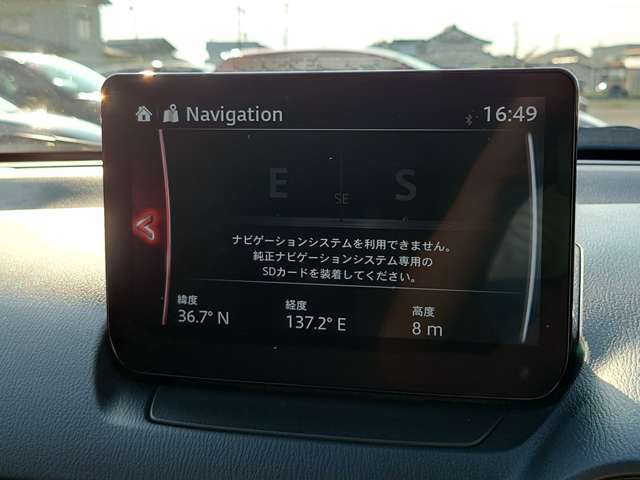 Navigation
16:49
E
SE
S
ナビゲーションシステムを利用できません。
純正ナビゲーションシステム専用の
SDカードを装着してください。
緯度
36.7° N
経度
137.2° E
高度
8 m